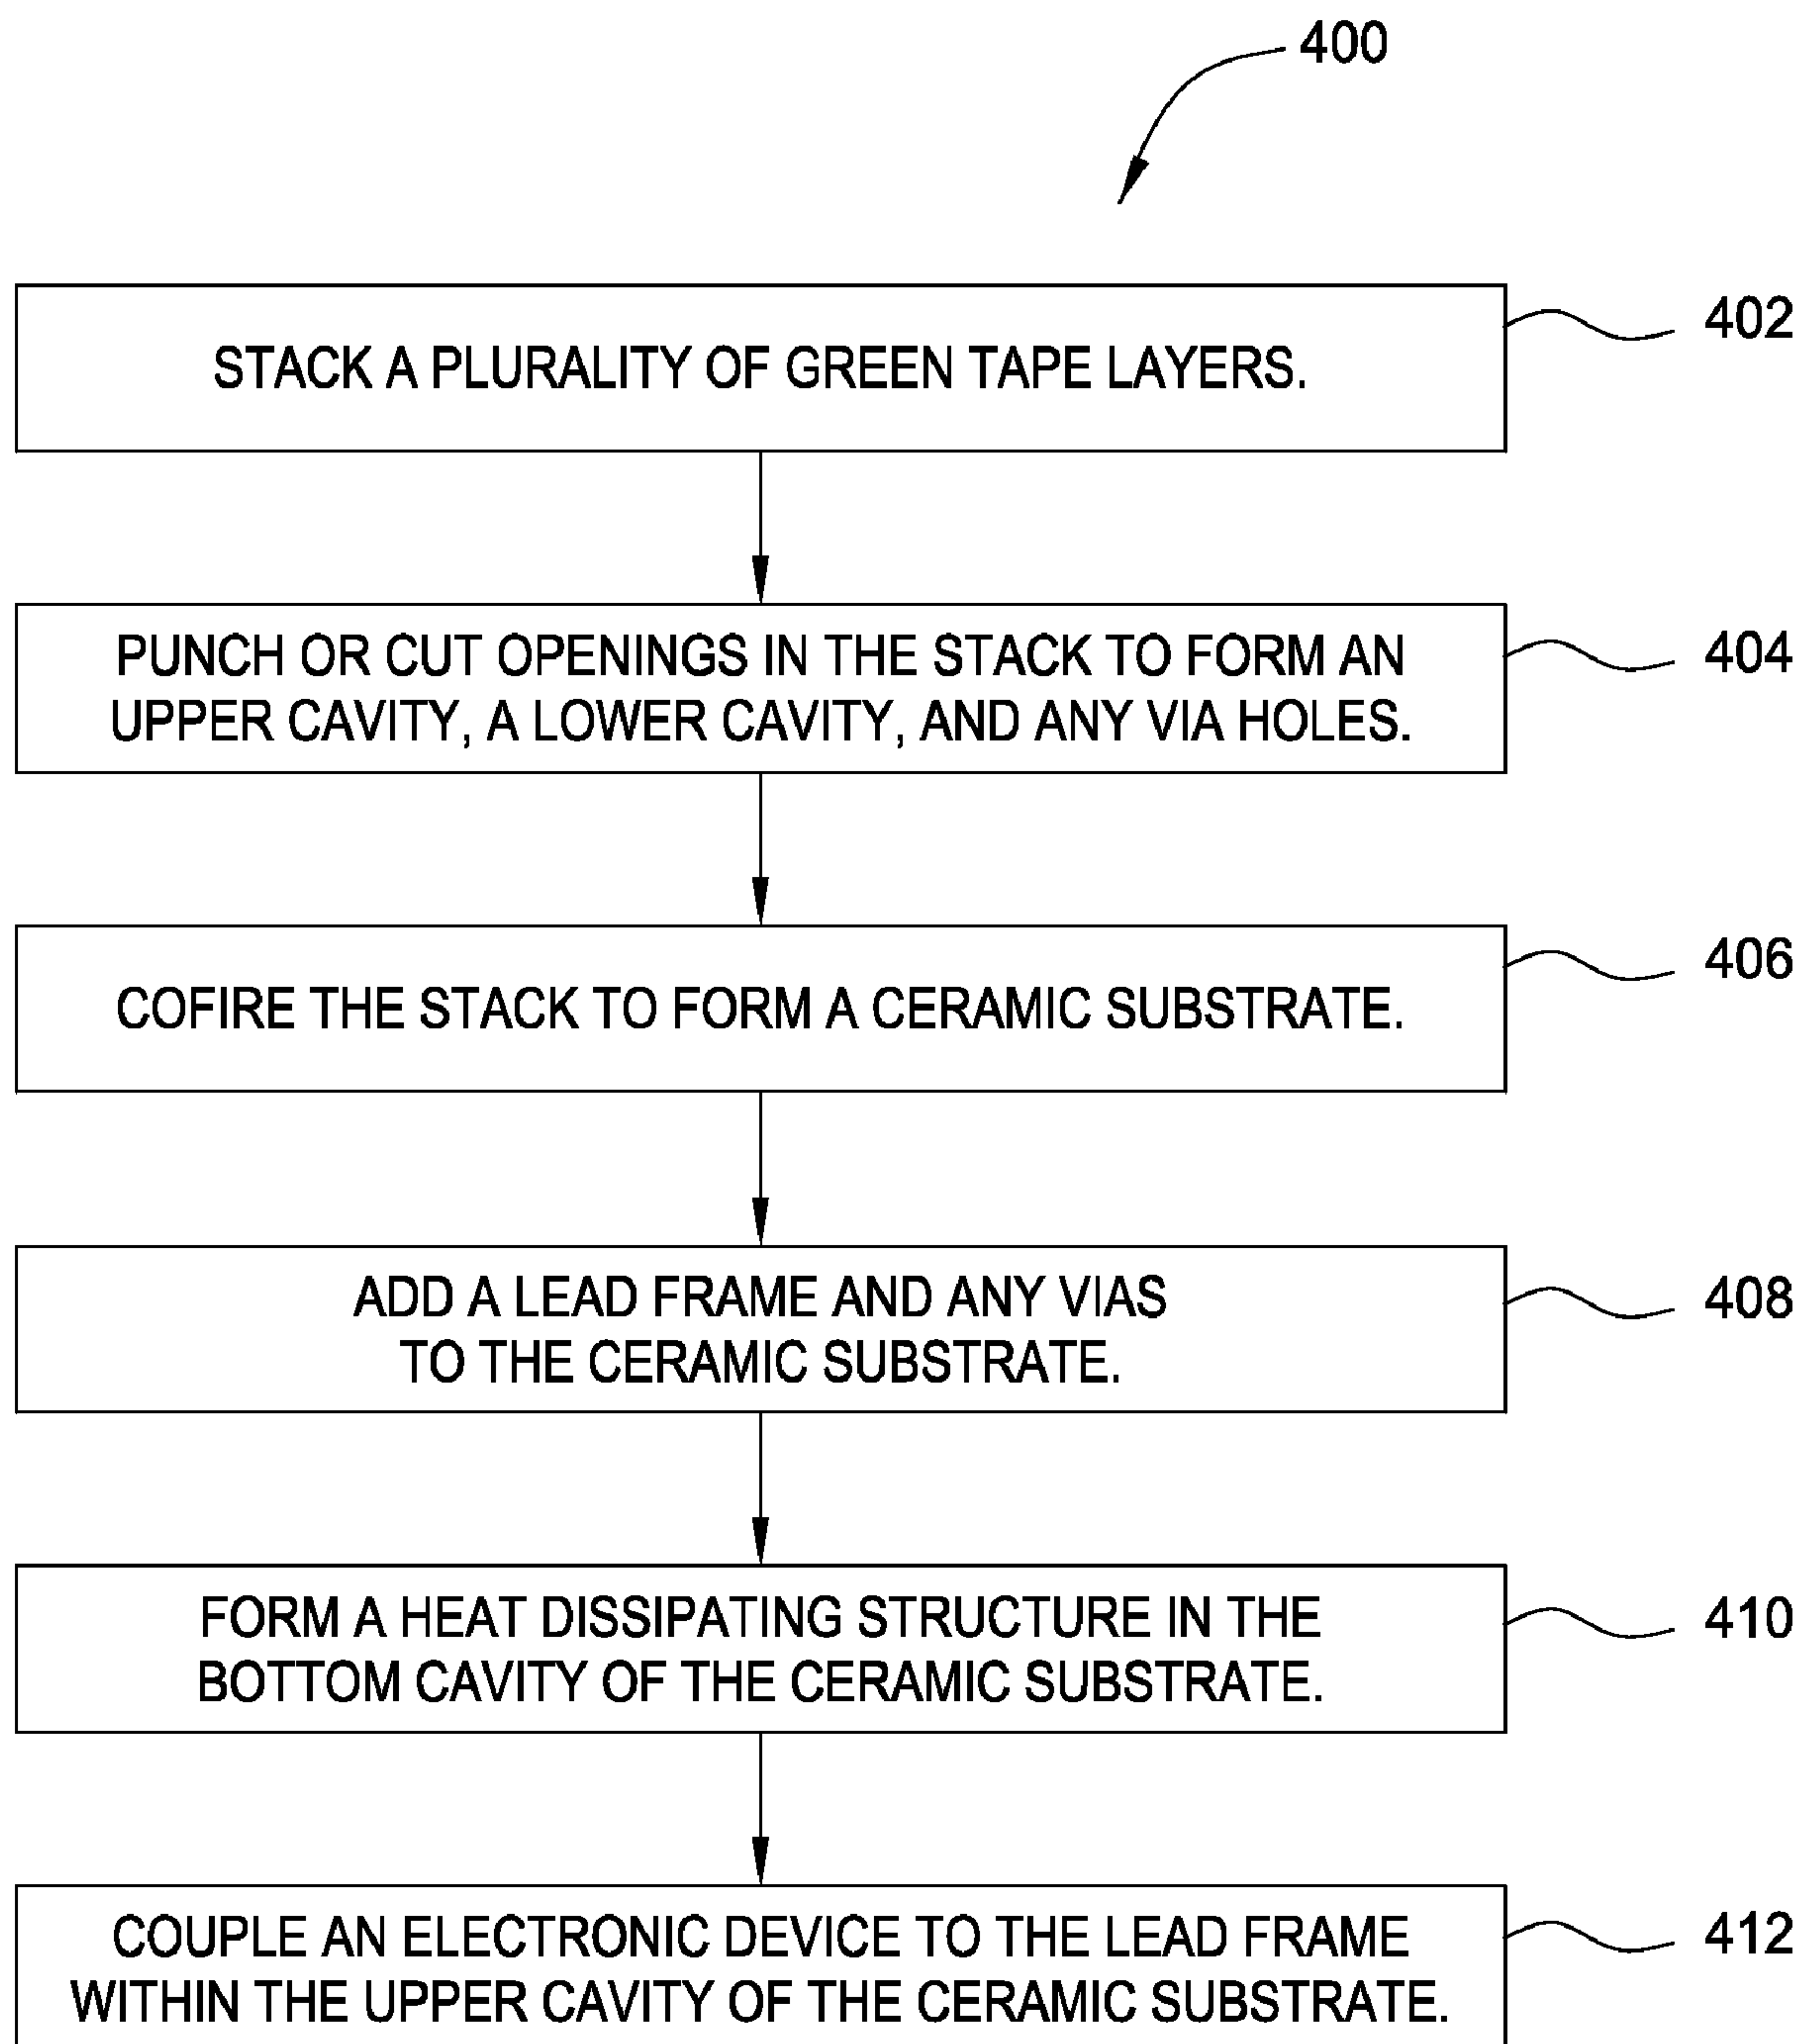 400
STACK A PLURALITY OF GREEN TAPE LAYERS.
402
PUNCH OR CUT OPENINGS IN THE STACK TO FORM AN
UPPER CAVITY, A LOWER CAVITY, AND ANY VIA HOLES.
404
COFIRE THE STACK TO FORM A CERAMIC SUBSTRATE.
406
ADD A LEAD FRAME AND ANY VIAS
TO THE CERAMIC SUBSTRATE.
408
FORM A HEAT DISSIPATING STRUCTURE IN THE
BOTTOM CAVITY OF THE CERAMIC SUBSTRATE.
410
COUPLE AN ELECTRONIC DEVICE TO THE LEAD FRAME
WITHIN THE UPPER CAVITY OF THE CERAMIC SUBSTRATE.
412